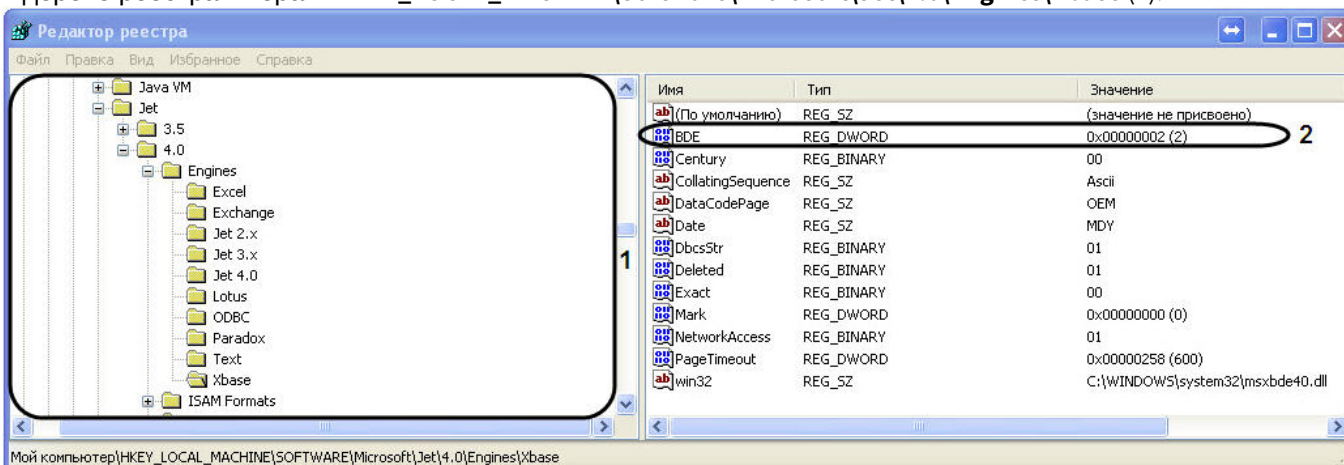 Редактор реестра
Файл Правка Вид Избранное Справка
Java VM
Jet
3.5
4.0
Engines
Excel
Exchange
Jet 2.x
Jet 3.x
Jet 4.0
Lotus
ODBC
Paradox
Text
Xbase
ISAM Formats
1
Имя Тип Значение
(По умолчанию) REG_SZ (значение не присвоено)
BDE REG_DWORD 0x00000002 (2) 2
Century REG_BINARY 00
CollatingSequence REG_SZ Ascii
DataCodePage REG_SZ OEM
Date REG_SZ MDY
DbcsStr REG_BINARY 01
Deleted REG_BINARY 01
Exact REG_BINARY 00
Mark REG_DWORD 0x00000000 (0)
NetworkAccess REG_BINARY 01
PageTimeout REG_DWORD 0x00000258 (600)
win32 REG_SZ C:\WINDOWS\system32\msxbde40.dll
Мой компьютер\HKEY_LOCAL_MACHINE\SOFTWARE\Microsoft\Jet\4.0\Engines\Xbase